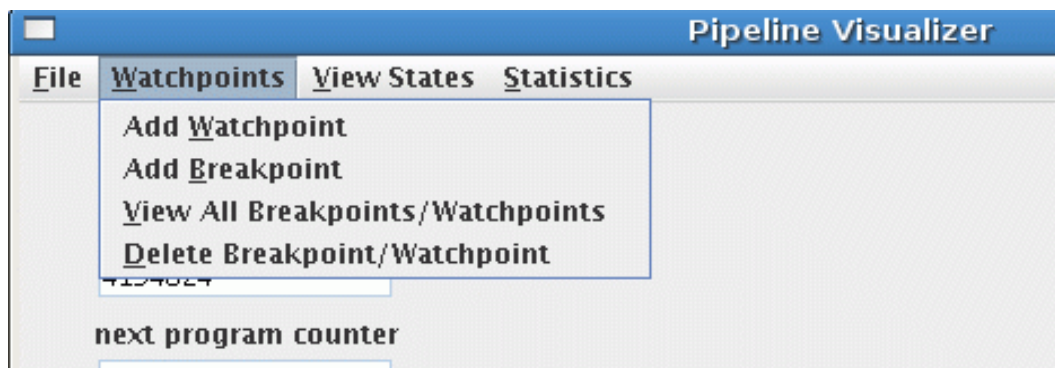 Pipeline Visualizer
File Watchpoints View States Statistics
Add Watchpoint
Add Breakpoint
View All Breakpoints/Watchpoints
Delete Breakpoint/Watchpoint
next program counter